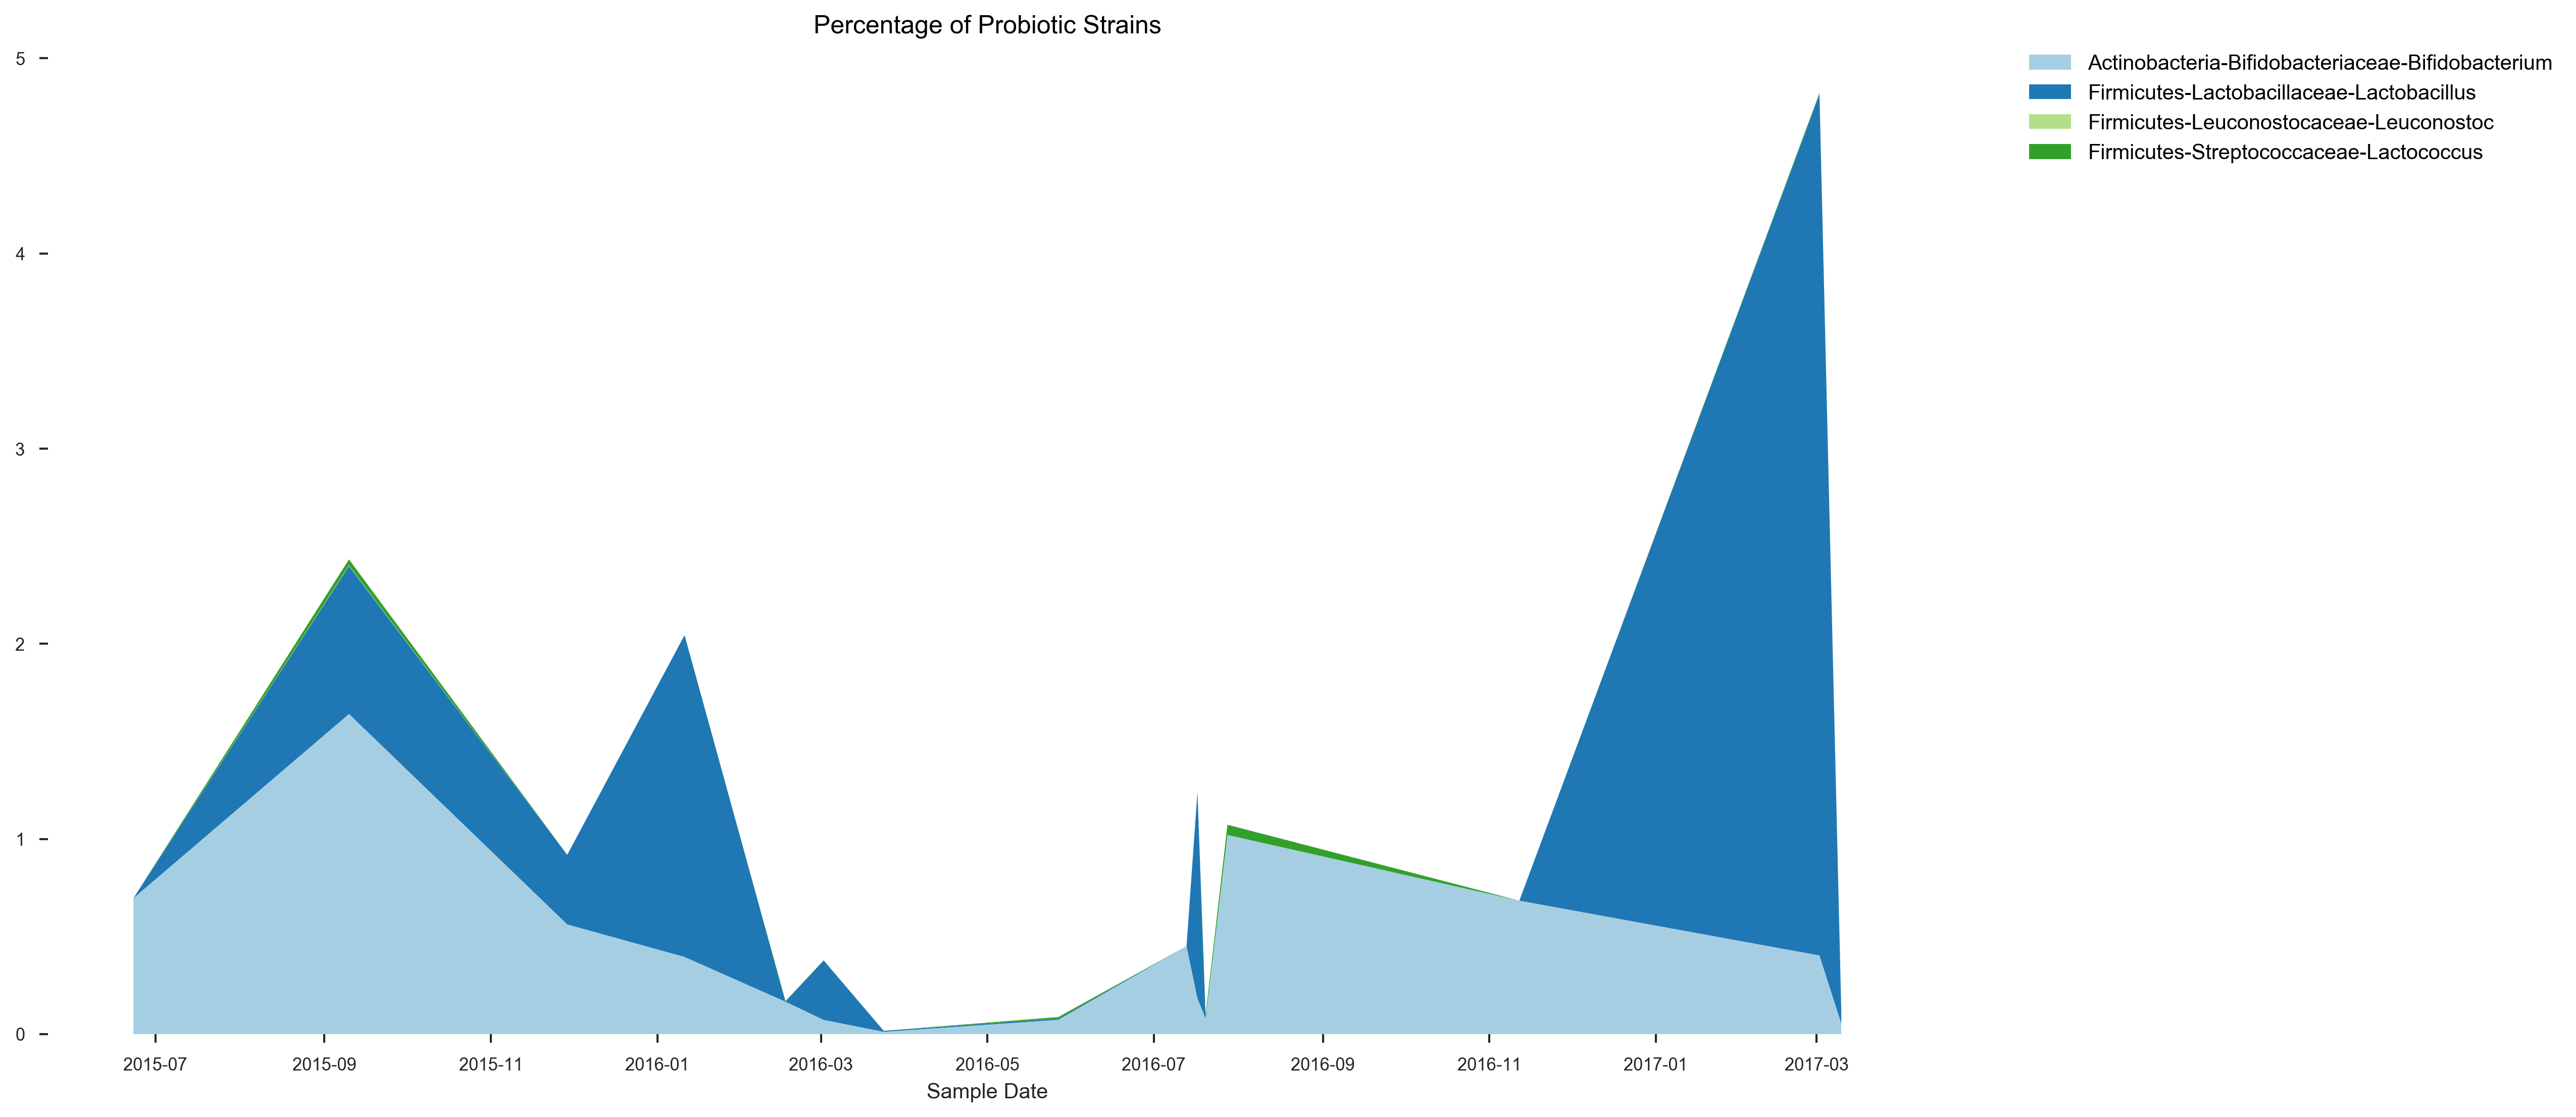 Percentage of Probiotic Strains
5
4
3
2
1
0
2015-07 2015-09 2015-11 2016-01 2016-03 2016-05 2016-07 2016-09 2016-11 2017-01 2017-03
Sample Date
Actinobacteria-Bifidobacteriaceae-Bifidobacterium
Firmicutes-Lactobacillaceae-Lactobacillus
Firmicutes-Leuconostocaceae-Leuconostoc
Firmicutes-Streptococcaceae-Lactococcus